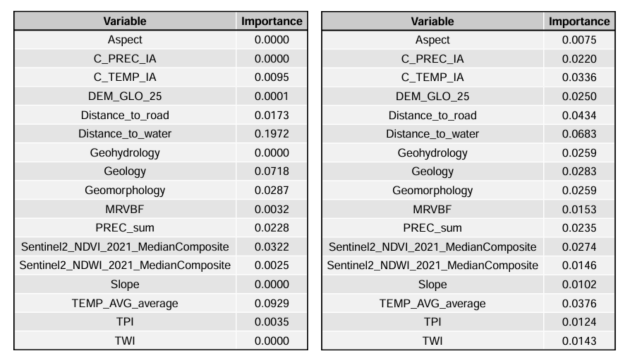 Variable Importance
Aspect 0.0000
C_PREC_IA 0.0000
C_TEMP_IA 0.0095
DEM_GLO_25 0.0001
Distance_to_road 0.0173
Distance_to_water 0.1972
Geohydrology 0.0000
Geology 0.0718
Geomorphology 0.0287
MRVBF 0.0032
PREC_sum 0.0228
Sentinel2_NDVI_2021_MedianComposite 0.0322
Sentinel2_NDWI_2021_MedianComposite 0.0025
Slope 0.0000
TEMP_AVG_average 0.0929
TPI 0.0035
TWI 0.0000
Variable Importance
Aspect 0.0075
C_PREC_IA 0.0220
C_TEMP_IA 0.0336
DEM_GLO_25 0.0250
Distance_to_road 0.0434
Distance_to_water 0.0683
Geohydrology 0.0259
Geology 0.0283
Geomorphology 0.0259
MRVBF 0.0153
PREC_sum 0.0235
Sentinel2_NDVI_2021_MedianComposite 0.0274
Sentinel2_NDWI_2021_MedianComposite 0.0146
Slope 0.0102
TEMP_AVG_average 0.0376
TPI 0.0124
TWI 0.0143